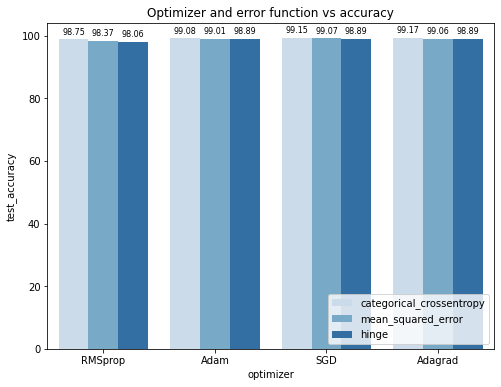 Optimizer and error function vs accuracy
98.75 98.37 98.06 99.08 99.01 98.89 99.15 99.07 98.89 99.17 99.06 98.89
100
80
60
40
20
0
test_accuracy
categorical_crossentropy
mean_squared_error
hinge
RMSprop Adam SGD Adagrad
optimizer